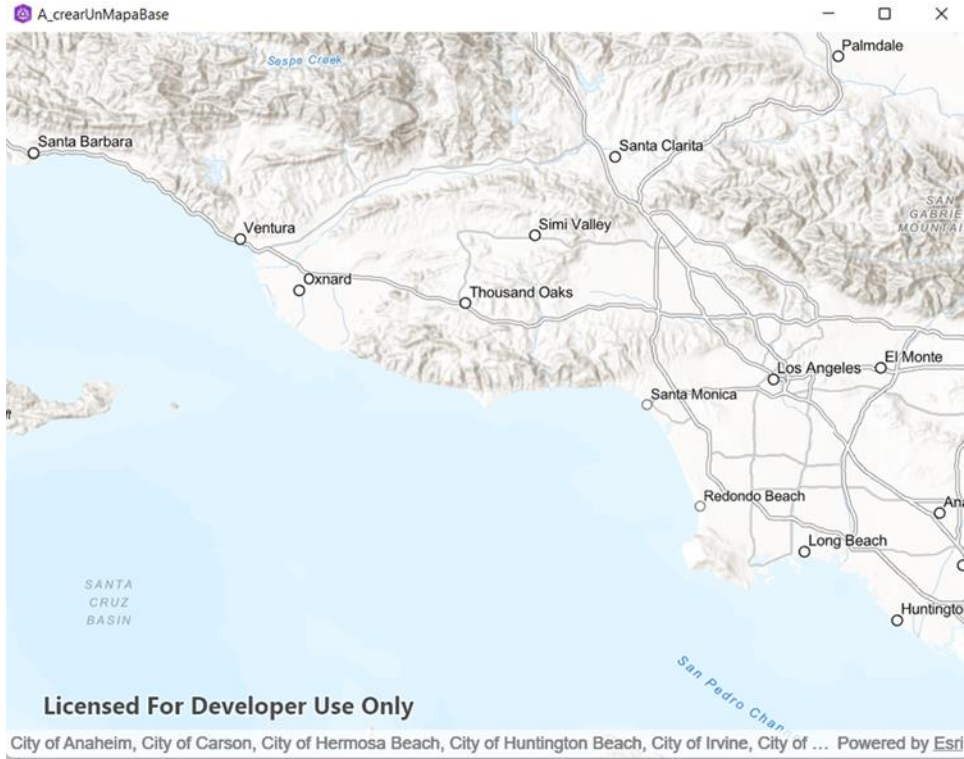 A_crearUnMapaBase
Sespe Creek
Palmdale
Santa Barbara
Santa Clarita
SAN
MOUNTAI
Ventura
Simi Valley
Oxnard
Thousand Oaks
Los Angeles
El Monte
Santa Monica
Redondo Beach
Ana
Long Beach
SANTA
CRUZ
BASIN
Huntingto
San Pedro Chann
Licensed For Developer Use Only
City of Anaheim, City of Carson, City of Hermosa Beach, City of Huntington Beach, City of Irvine, City of ... Powered by Esri